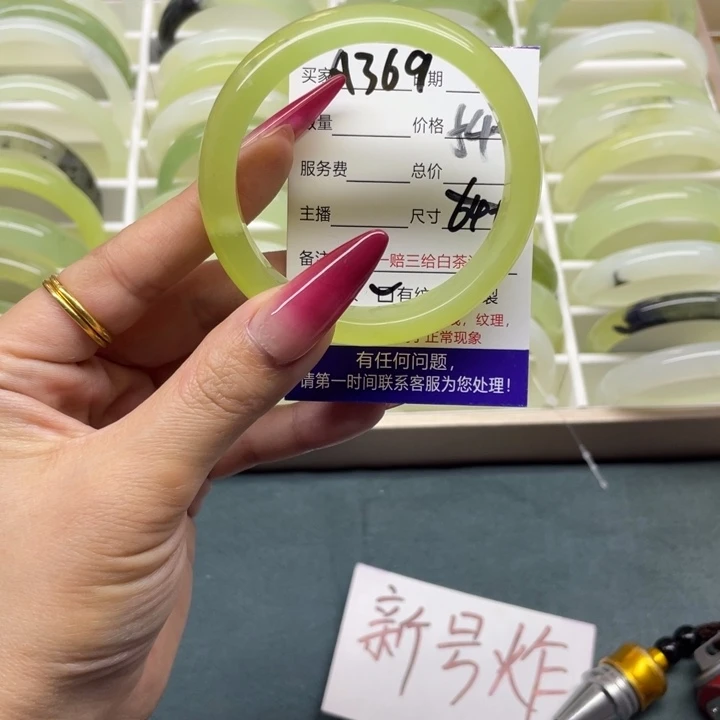 买家 A369 期
数量 价格
服务费 总价
主播 尺寸
备注 一赔三给白茶
有纹 裂
纹理，
正常现象
有任何问题，
请第一时间联系客服为您处理！
新号炸